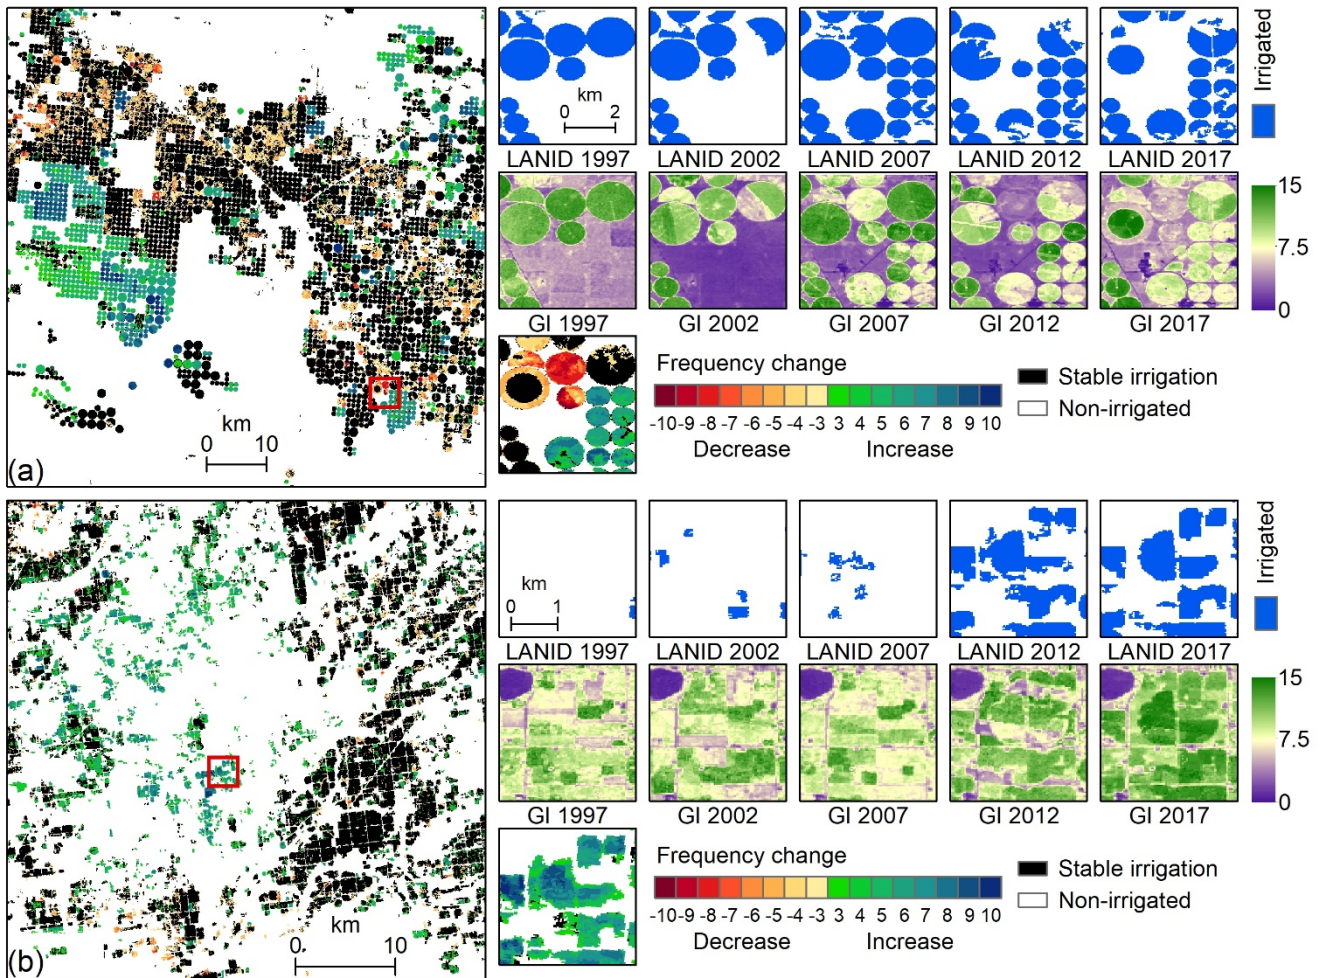 km
0 2
Irrigated
LANID 1997 LANID 2002 LANID 2007 LANID 2012 LANID 2017
15
7.5
0
GI 1997 GI 2002 GI 2007 GI 2012 GI 2017
Frequency change
-10 -9 -8 -7 -6 -5 -4 -3 3 4 5 6 7 8 9 10
Decrease Increase
Stable irrigation
Non-irrigated
km
0 10
(a)
km
0 1
Irrigated
LANID 1997 LANID 2002 LANID 2007 LANID 2012 LANID 2017
15
7.5
0
GI 1997 GI 2002 GI 2007 GI 2012 GI 2017
Frequency change
-10 -9 -8 -7 -6 -5 -4 -3 3 4 5 6 7 8 9 10
Decrease Increase
Stable irrigation
Non-irrigated
km
0 10
(b)